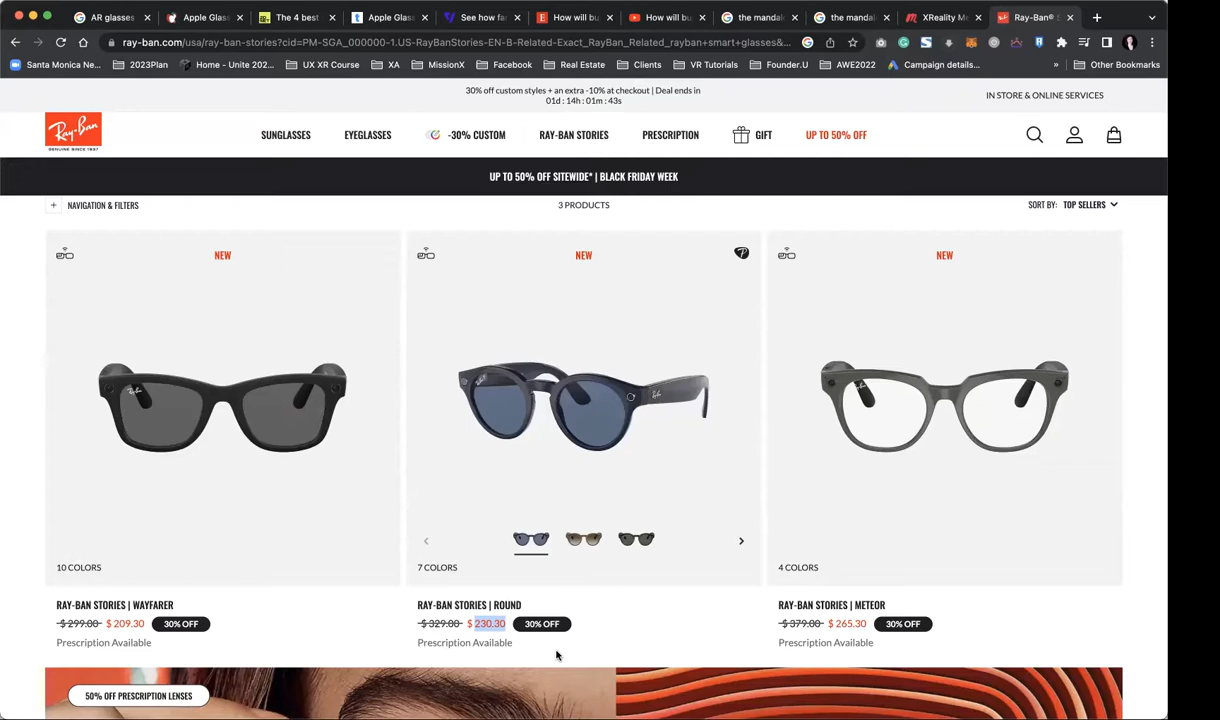 AR glasses
Apple Glas
The 4 best
Apple Glass
See how fa
How will bu
How will bu
the mandal
the mandal
XReality M
Ray-Ban® E
ray-ban.com/usa/ray-ban-stories?cid=PM-SGA_000000-1.US-RayBanStories-EN-B-Related-Exact_RayBan_Related_rayban+smart+glasses&...
Santa Monica Ne...
2023Plan
Home - Unite 202...
UX XR Course
XA
MissionX
Facebook
Real Estate
Clients
VR Tutorials
Founder.U
AWE2022
Campaign details...
»
Other Bookmarks
30% off custom styles + an extra -10% at checkout | Deal ends in
01d : 14h : 01m : 43s
IN STORE & ONLINE SERVICES
Ray-Ban
GENUINE SINCE 1937
SUNGLASSES
EYEGLASSES
-30% CUSTOM
RAY-BAN STORIES
PRESCRIPTION
GIFT
UP TO 50% OFF
UP TO 50% OFF SITEWIDE* | BLACK FRIDAY WEEK
+ NAVIGATION & FILTERS
3 PRODUCTS
SORT BY: TOP SELLERS
NEW
NEW
NEW
10 COLORS
7 COLORS
4 COLORS
RAY-BAN STORIES | WAYFARER
$ 299.00 $ 209.30 30% OFF
Prescription Available
RAY-BAN STORIES | ROUND
$ 329.00 $ 230.30 30% OFF
Prescription Available
RAY-BAN STORIES | METEOR
$ 379.00 $ 265.30 30% OFF
Prescription Available
50% OFF PRESCRIPTION LENSES